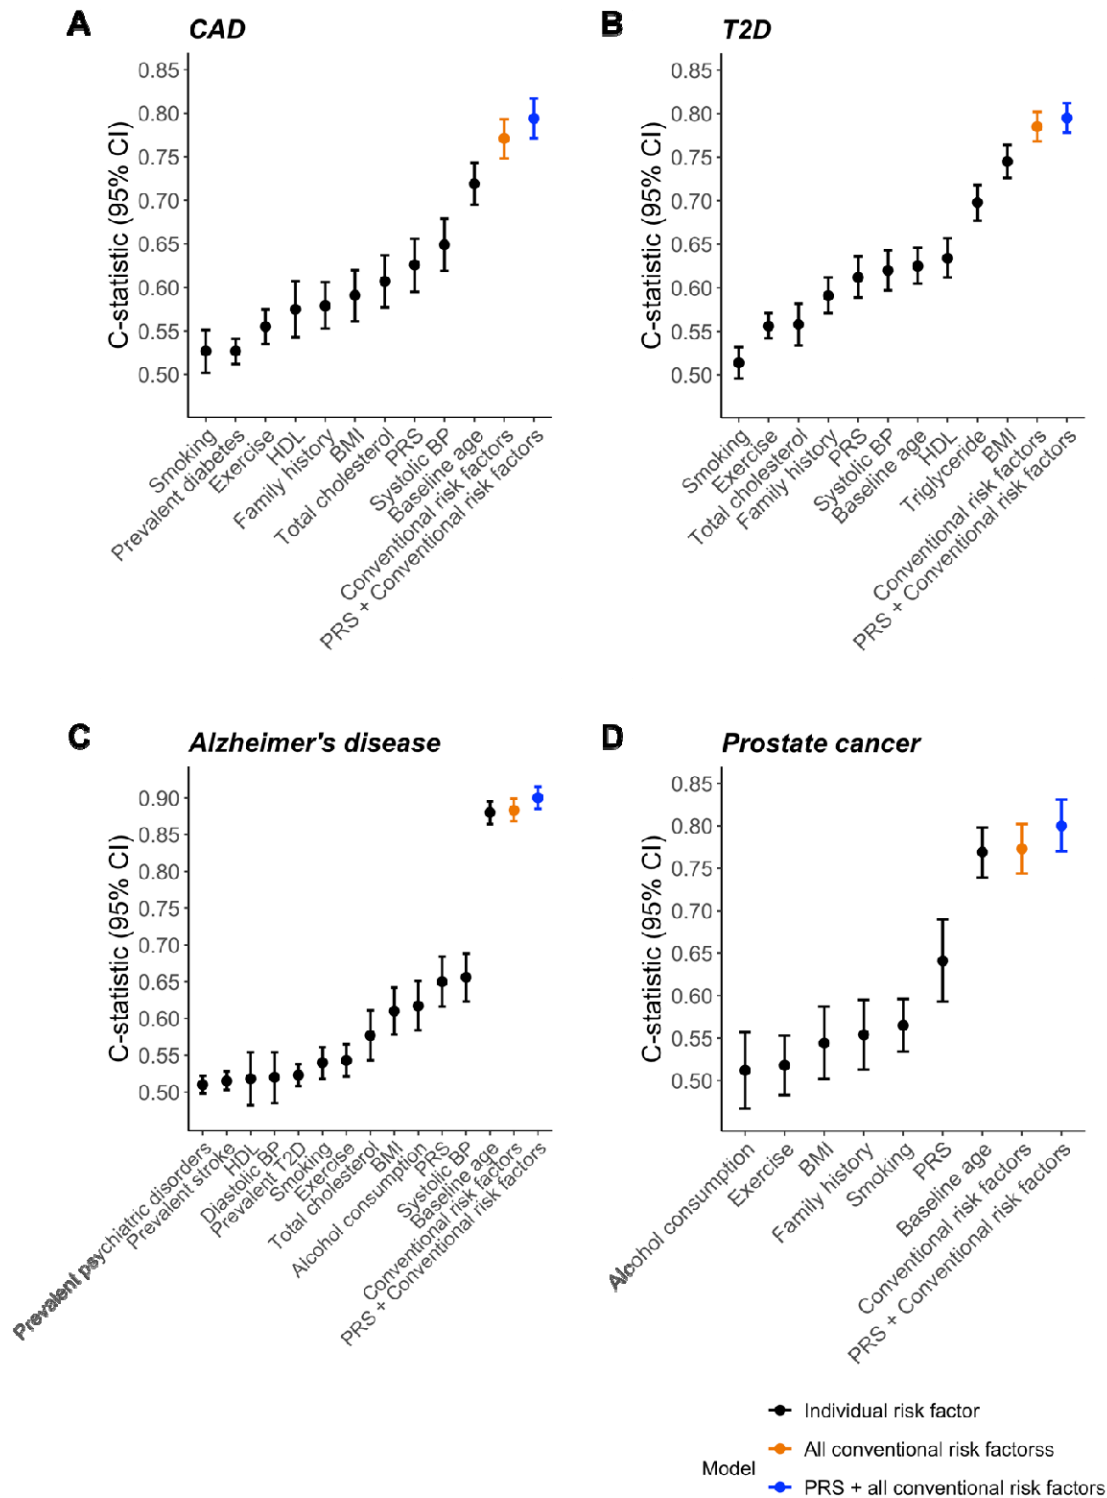 A
CAD
C-statistic (95% CI)
0.85
0.80
0.75
0.70
0.65
0.60
0.55
0.50
Smoking
Prevalent diabetes
Exercise
HDL
Family history
BMI
Total cholesterol
PRS
Systolic BP
Baseline age
Conventional risk factors
PRS + Conventional risk factors
B
T2D
C-statistic (95% CI)
0.85
0.80
0.75
0.70
0.65
0.60
0.55
0.50
Smoking
Exercise
Total cholesterol
Family history
PRS
Systolic BP
Baseline age
HDL
Triglyceride
BMI
Conventional risk factors
PRS + Conventional risk factors
C
Alzheimer's disease
C-statistic (95% CI)
0.90
0.85
0.80
0.75
0.70
0.65
0.60
0.55
0.50
Prevalent psychiatric disorders
Prevalent stroke
HDL
Diastolic BP
Prevalent T2D
Smoking
Exercise
Total cholesterol
BMI
Alcohol consumption
PRS
Systolic BP
Baseline age
Conventional risk factors
PRS + Conventional risk factors
D
Prostate cancer
C-statistic (95% CI)
0.85
0.80
0.75
0.70
0.65
0.60
0.55
0.50
Alcohol consumption
Exercise
BMI
Family history
Smoking
PRS
Baseline age
Conventional risk factors
PRS + Conventional risk factors
Model
Individual risk factor
All conventional risk factorss
PRS + all conventional risk factors